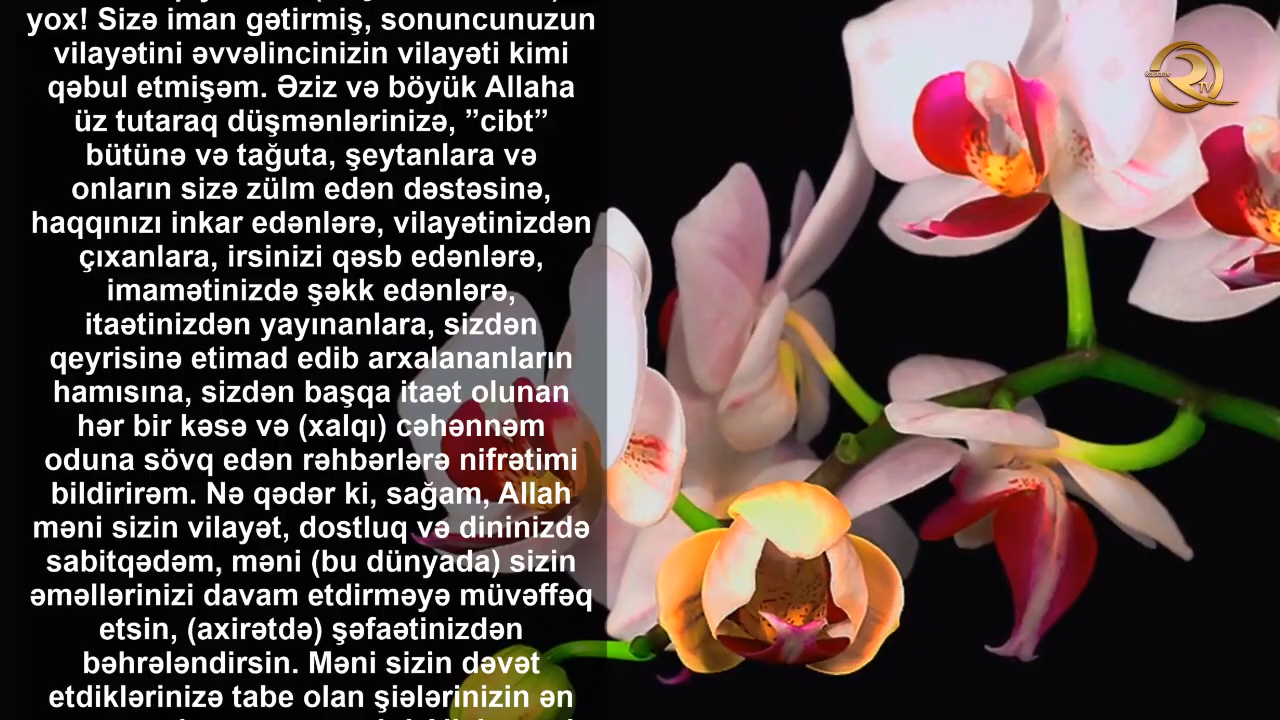 yox! Sizə iman gətirmiş, sonuncunuzun
vilayətini əvvəlincinizin vilayəti kimi
qəbul etmişəm. Əziz və böyük Allaha
üz tutaraq düşmənlərinizə, ”cibt”
bütünə və tağuta, şeytanlara və
onların sizə zülm edən dəstəsinə,
haqqınızı inkar edənlərə, vilayətinizdən
çıxanlara, irsinizi qəsb edənlərə,
imamətinizdə şəkk edənlərə,
itaətinizdən yayınanlara, sizdən
qeyrisinə etimad edib arxalananların
hamısına, sizdən başqa itaət olunan
hər bir kəsə və (xalqı) cəhənnəm
oduna sövq edən rəhbərlərə nifrətimi
bildirirəm. Nə qədər ki, sağam, Allah
məni sizin vilayət, dostluq və dininizdə
sabitqədəm, məni (bu dünyada) sizin
əməllərinizi davam etdirməyə müvəffəq
etsin, (axirətdə) şəfaətinizdən
bəhrələndirsin. Məni sizin dəvət
etdiklərinizə tabe olan şiələrinizin ən
TV